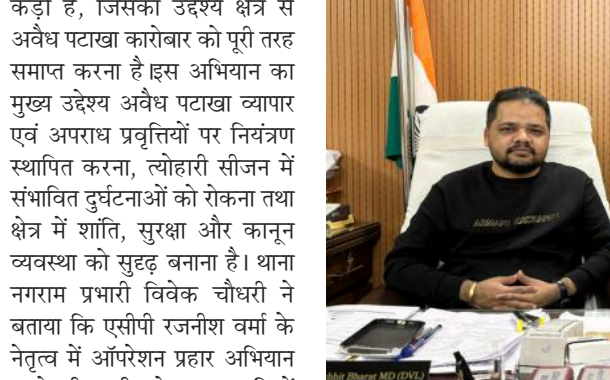 कड़ी है, जिसका उद्देश्य क्षेत्र से
अवैध पटाखा कारोबार को पूरी तरह
समाप्त करना है।इस अभियान का
मुख्य उद्देश्य अवैध पटाखा व्यापार
एवं अपराध प्रवृत्तियों पर नियंत्रण
स्थापित करना, त्योहारी सीजन में
संभावित दुर्घटनाओं को रोकना तथा
क्षेत्र में शांति, सुरक्षा और कानून
व्यवस्था को सुदृढ़ बनाना है। थाना
नगराम प्रभारी विवेक चौधरी ने
बताया कि एसीपी रजनीश वर्मा के
नेतृत्व में ऑपरेशन प्रहार अभियान
Bharat MD (DVL)